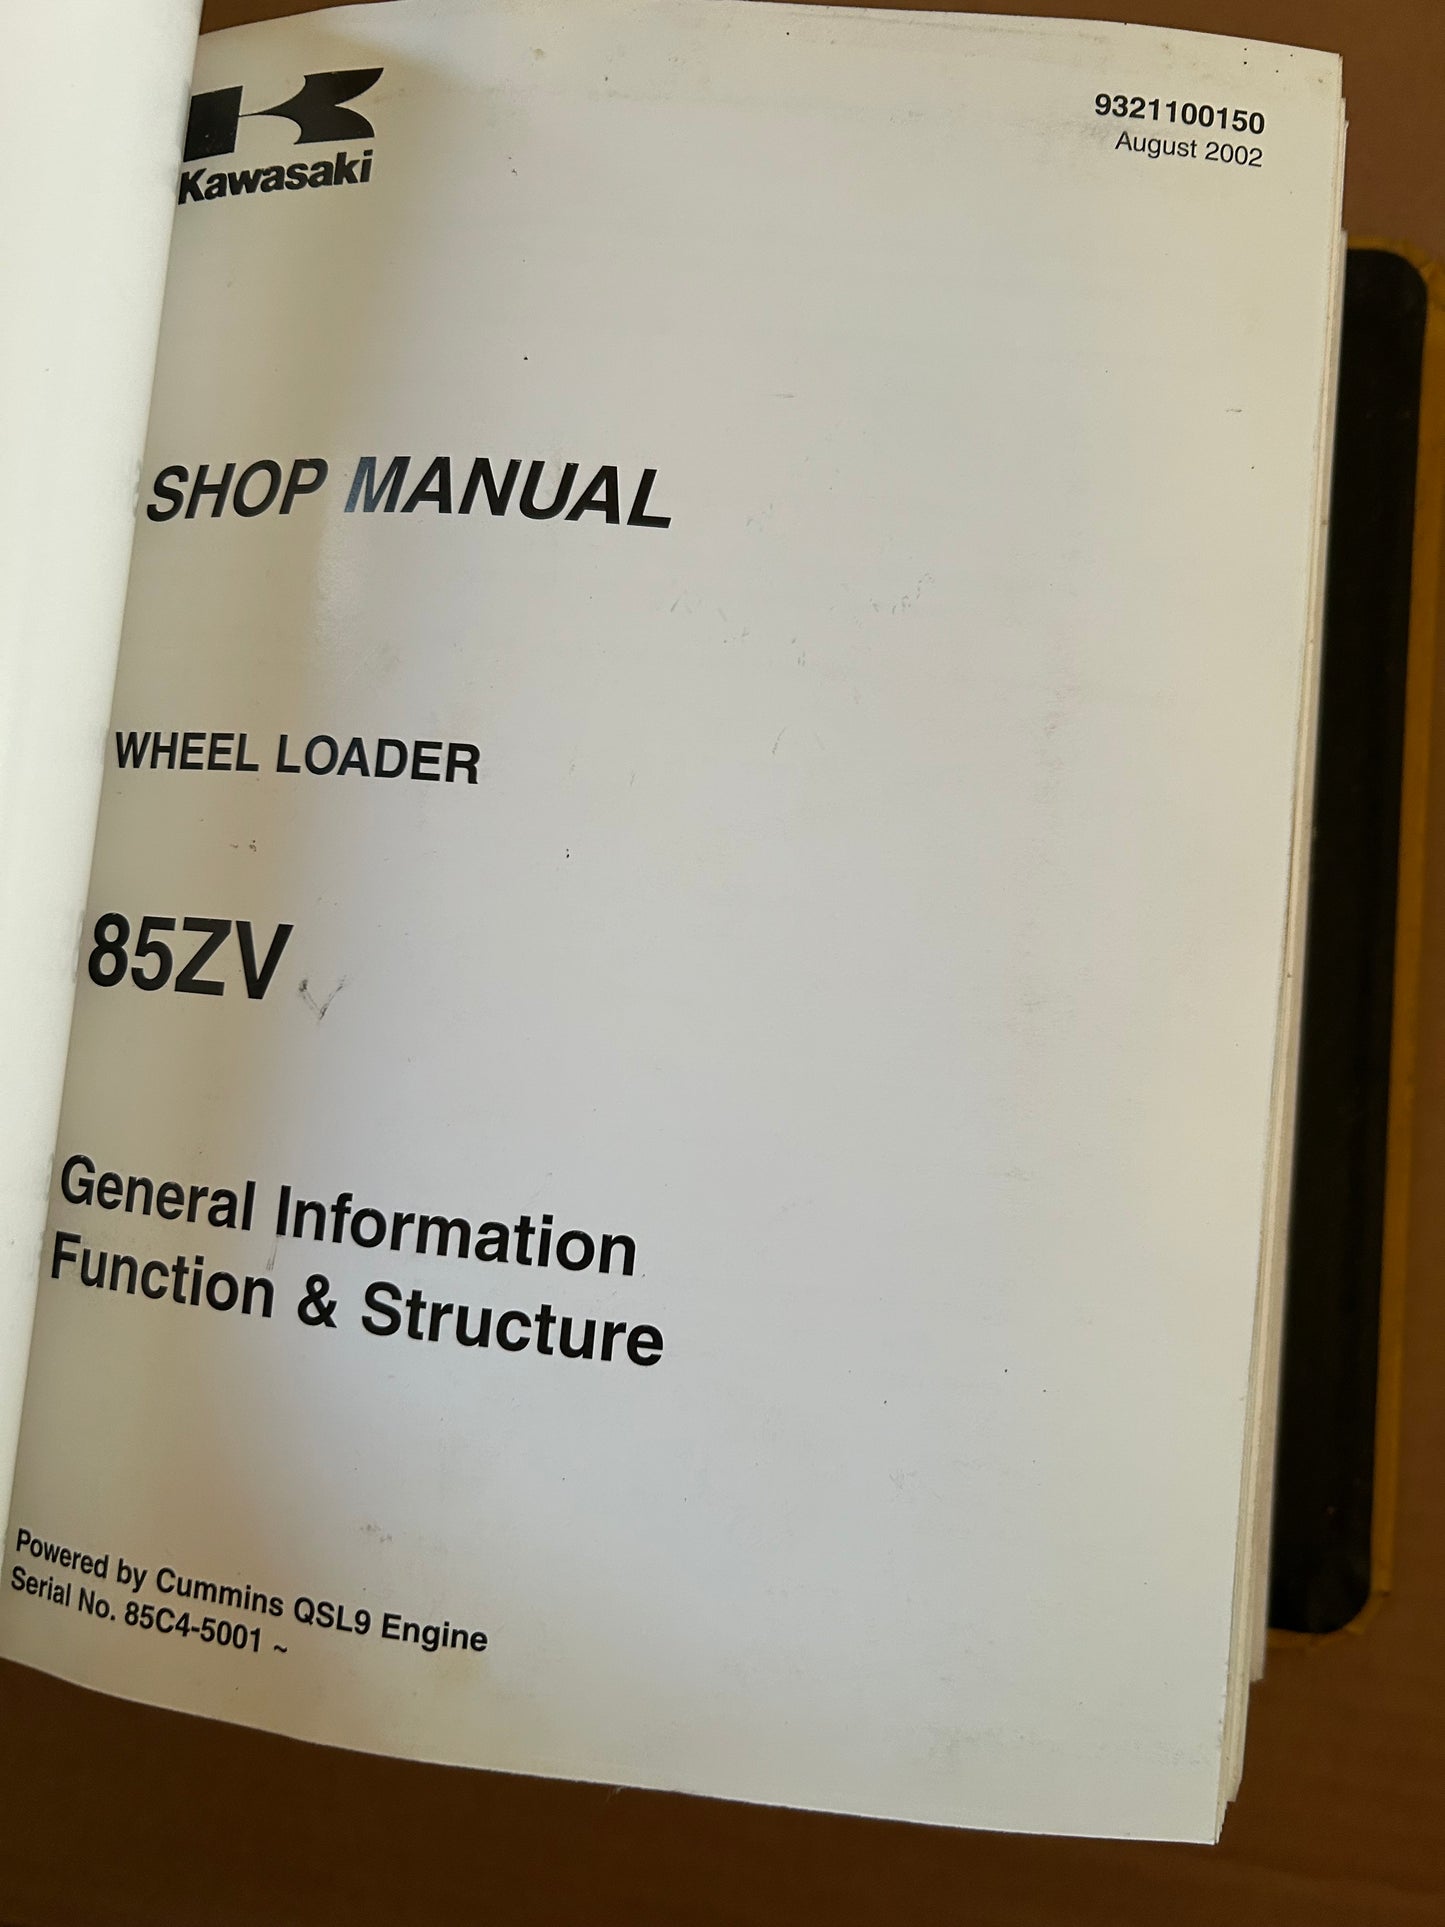 Kawasaki
9321100150
August 2002
SHOP MANUAL
WHEEL LOADER
85ZV
General Information
Function & Structure
Powered by Cummins QSL9 Engine
Serial No. 85C4-5001 ~